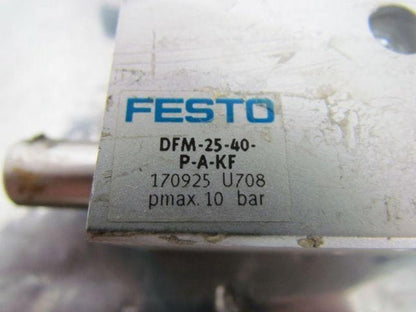 FESTO
DFM-25-40-
P-A-KF
170925 U708
pmax. 10 bar